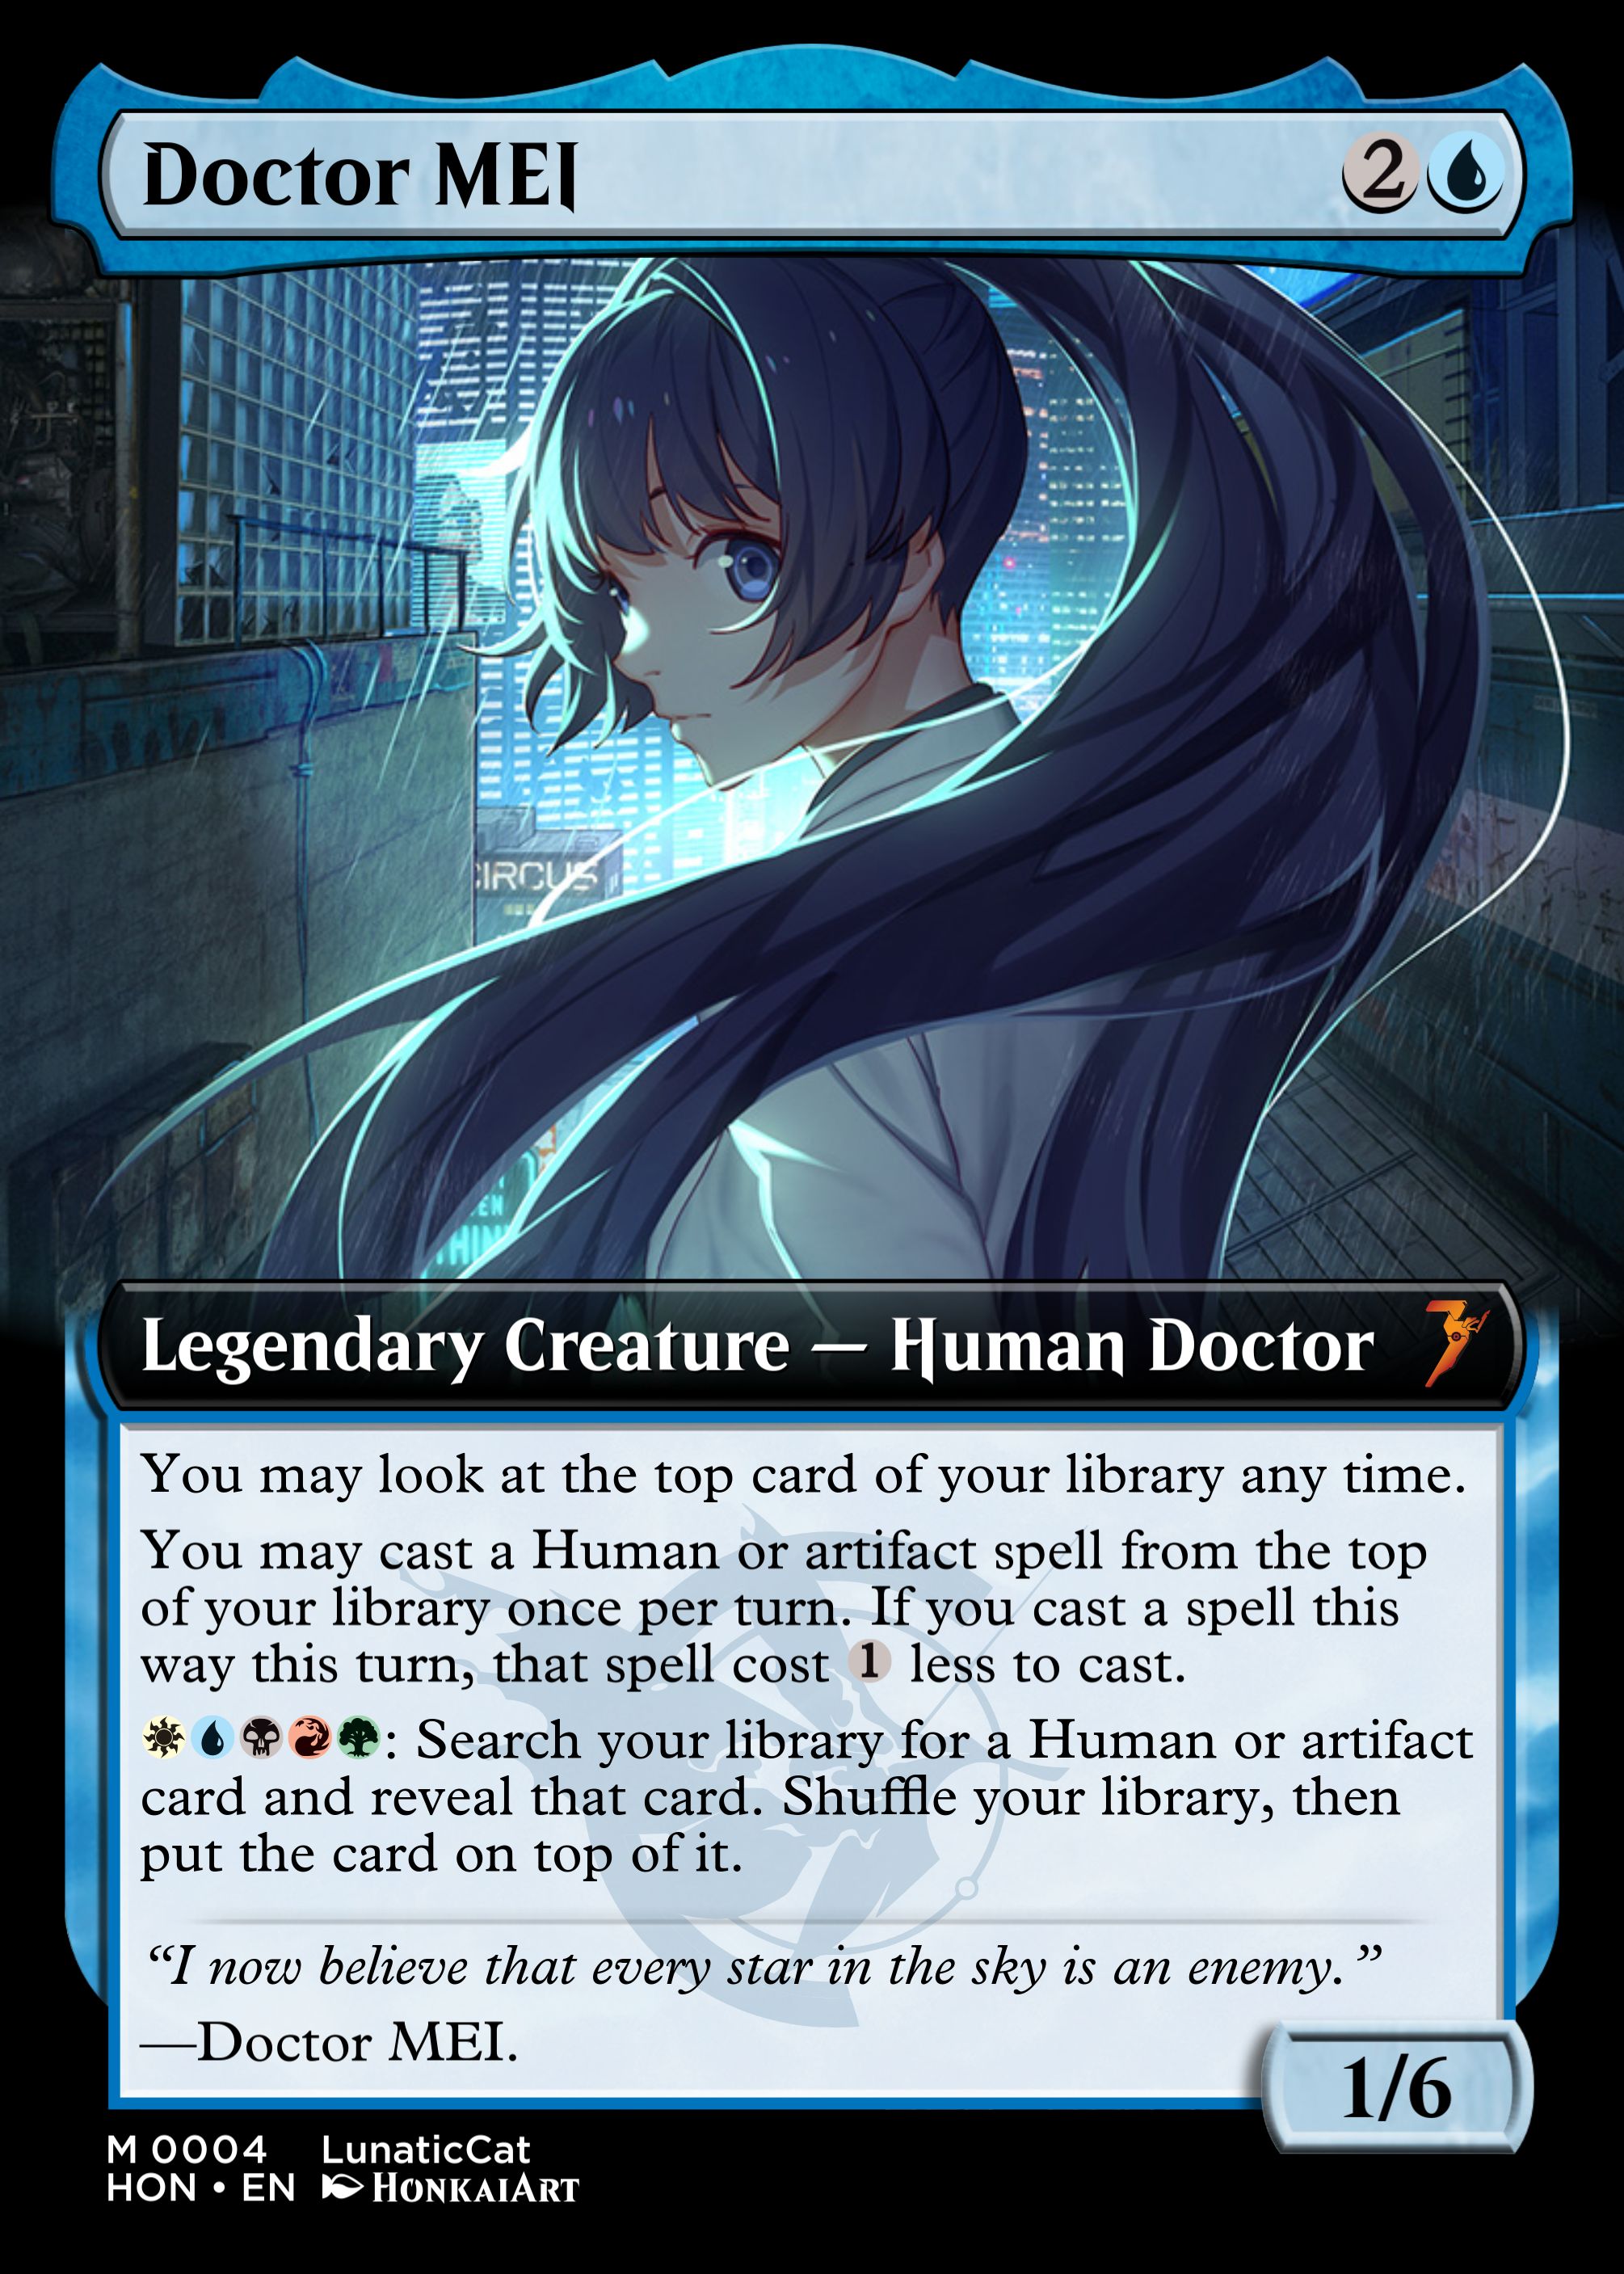 Doctor MEI
2
CIRCUS
Legendary Creature — Human Doctor
You may look at the top card of your library any time.
You may cast a Human or artifact spell from the top
of your library once per turn. If you cast a spell this
way this turn, that spell cost 1 less to cast.
: Search your library for a Human or artifact
card and reveal that card. Shuffle your library, then
put the card on top of it.
“I now believe that every star in the sky is an enemy.”
—Doctor MEI.
1/6
M 0004 LunaticCat
HON • EN HonkaiArt